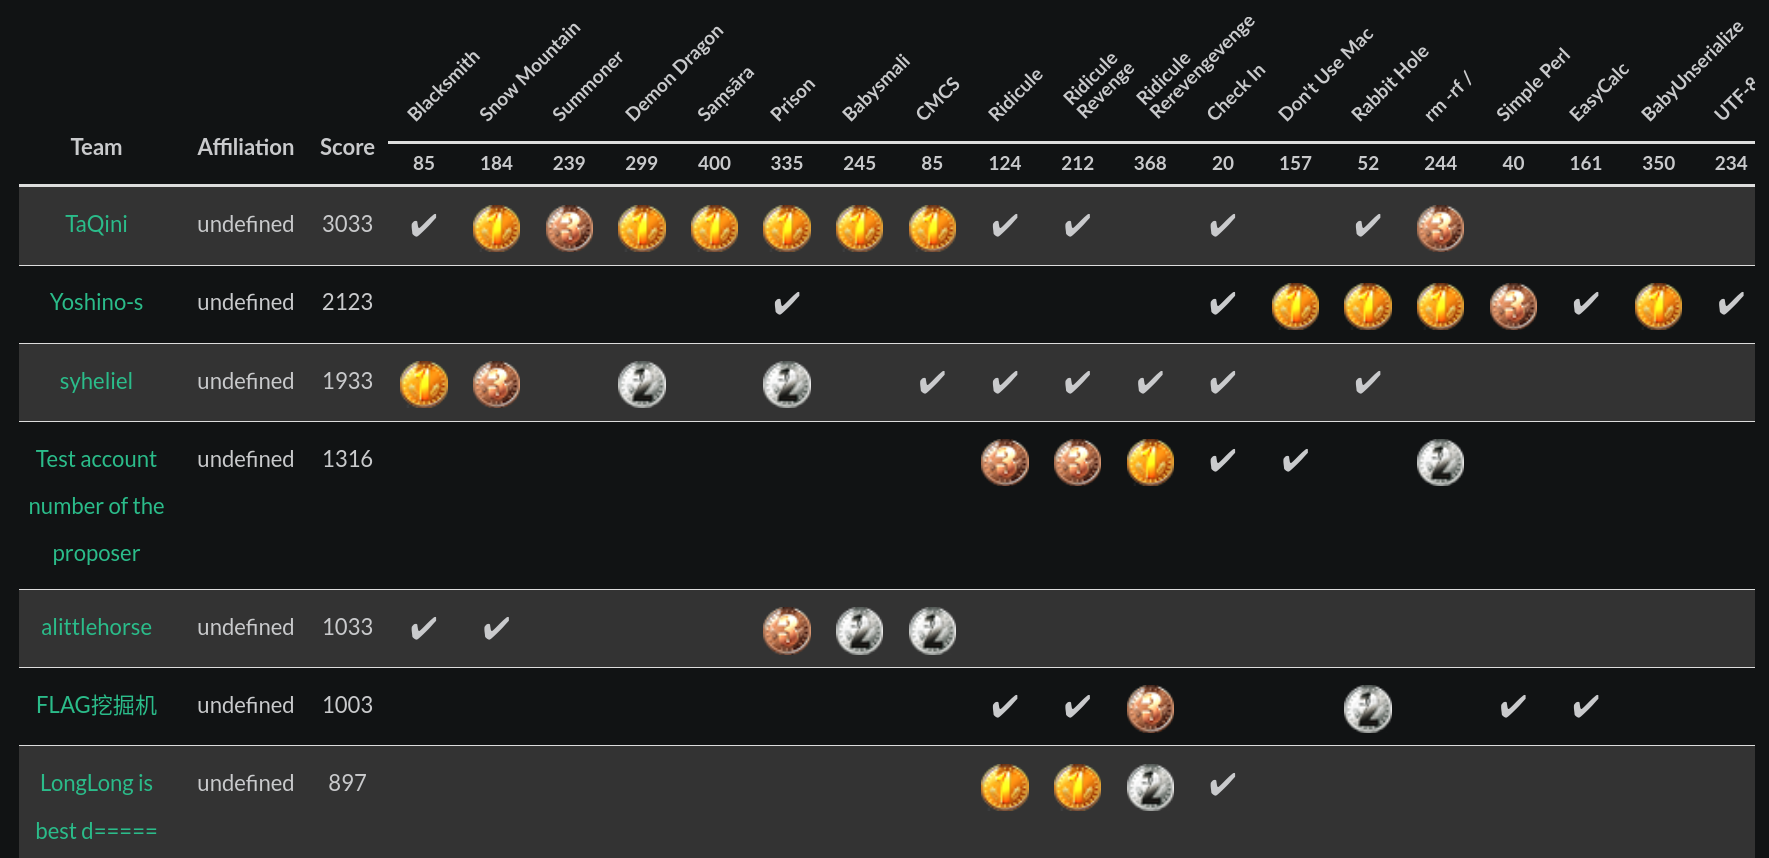 Blacksmith
Snow Mountain
Summoner
Demon Dragon
Saṃsāra
Prison
Babysmali
CMCS
Ridicule
Ridicule
Revenge
Ridicule
Rerevengevenge
Check In
Don't Use Mac
Rabbit Hole
rm -rf /
Simple Perl
EasyCalc
BabyUnserialize
UTF-8
Team Affiliation Score
85 184 239 299 400 335 245 85 124 212 368 20 157 52 244 40 161 350 234
TaQini undefined 3033 ✔ 1 3 1 1 1 1 1 ✔ ✔ ✔ ✔ 3
Yoshino-s undefined 2123 ✔ ✔ 1 1 1 3 ✔ 1 ✔
syheliel undefined 1933 1 3 2 2 ✔ ✔ ✔ ✔ ✔ ✔
Test account undefined 1316 3 3 1 ✔ ✔ 2
number of the
proposer
alittlehorse undefined 1033 ✔ ✔ 3 2 2
FLAG挖掘机 undefined 1003 ✔ ✔ 3 2 ✔ ✔
LongLong is undefined 897 1 1 2 ✔
best d=====